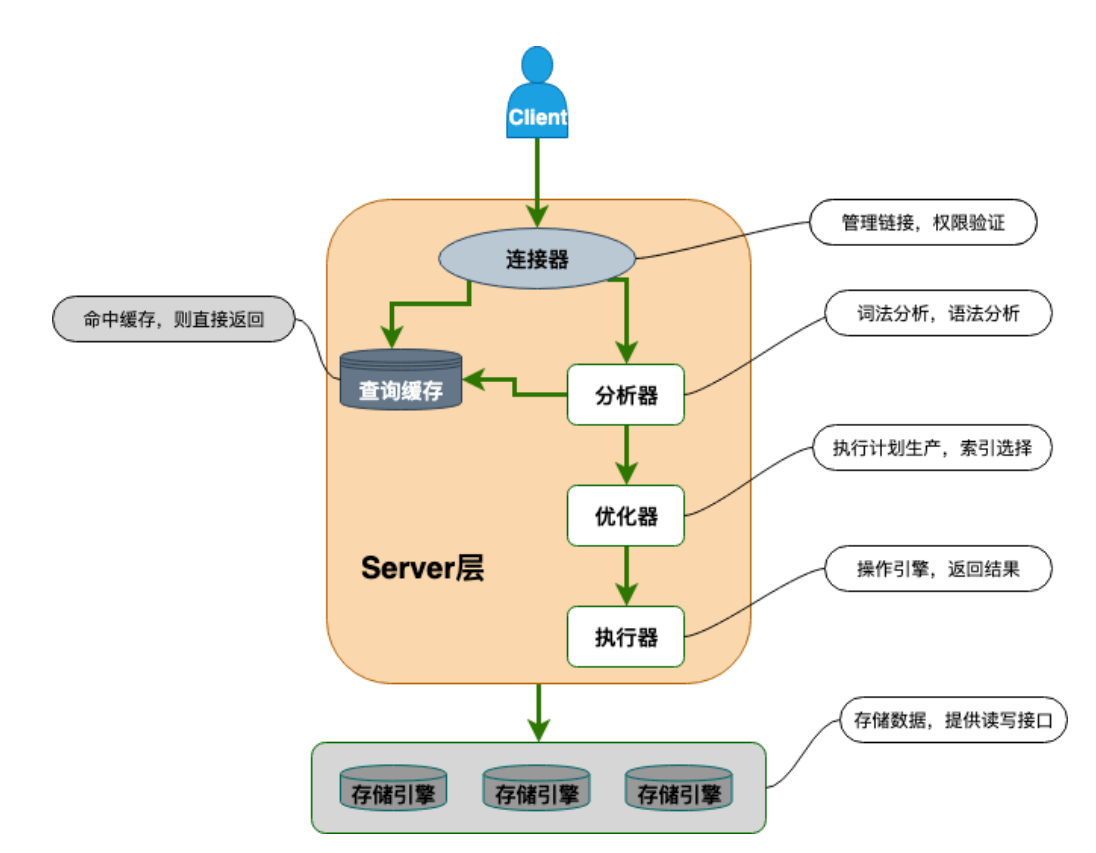 Client
管理链接，权限验证
连接器
词法分析，语法分析
命中缓存，则直接返回
查询缓存
分析器
执行计划生产，索引选择
优化器
Server层
操作引擎，返回结果
执行器
存储数据，提供读写接口
存储引擎
存储引擎
存储引擎